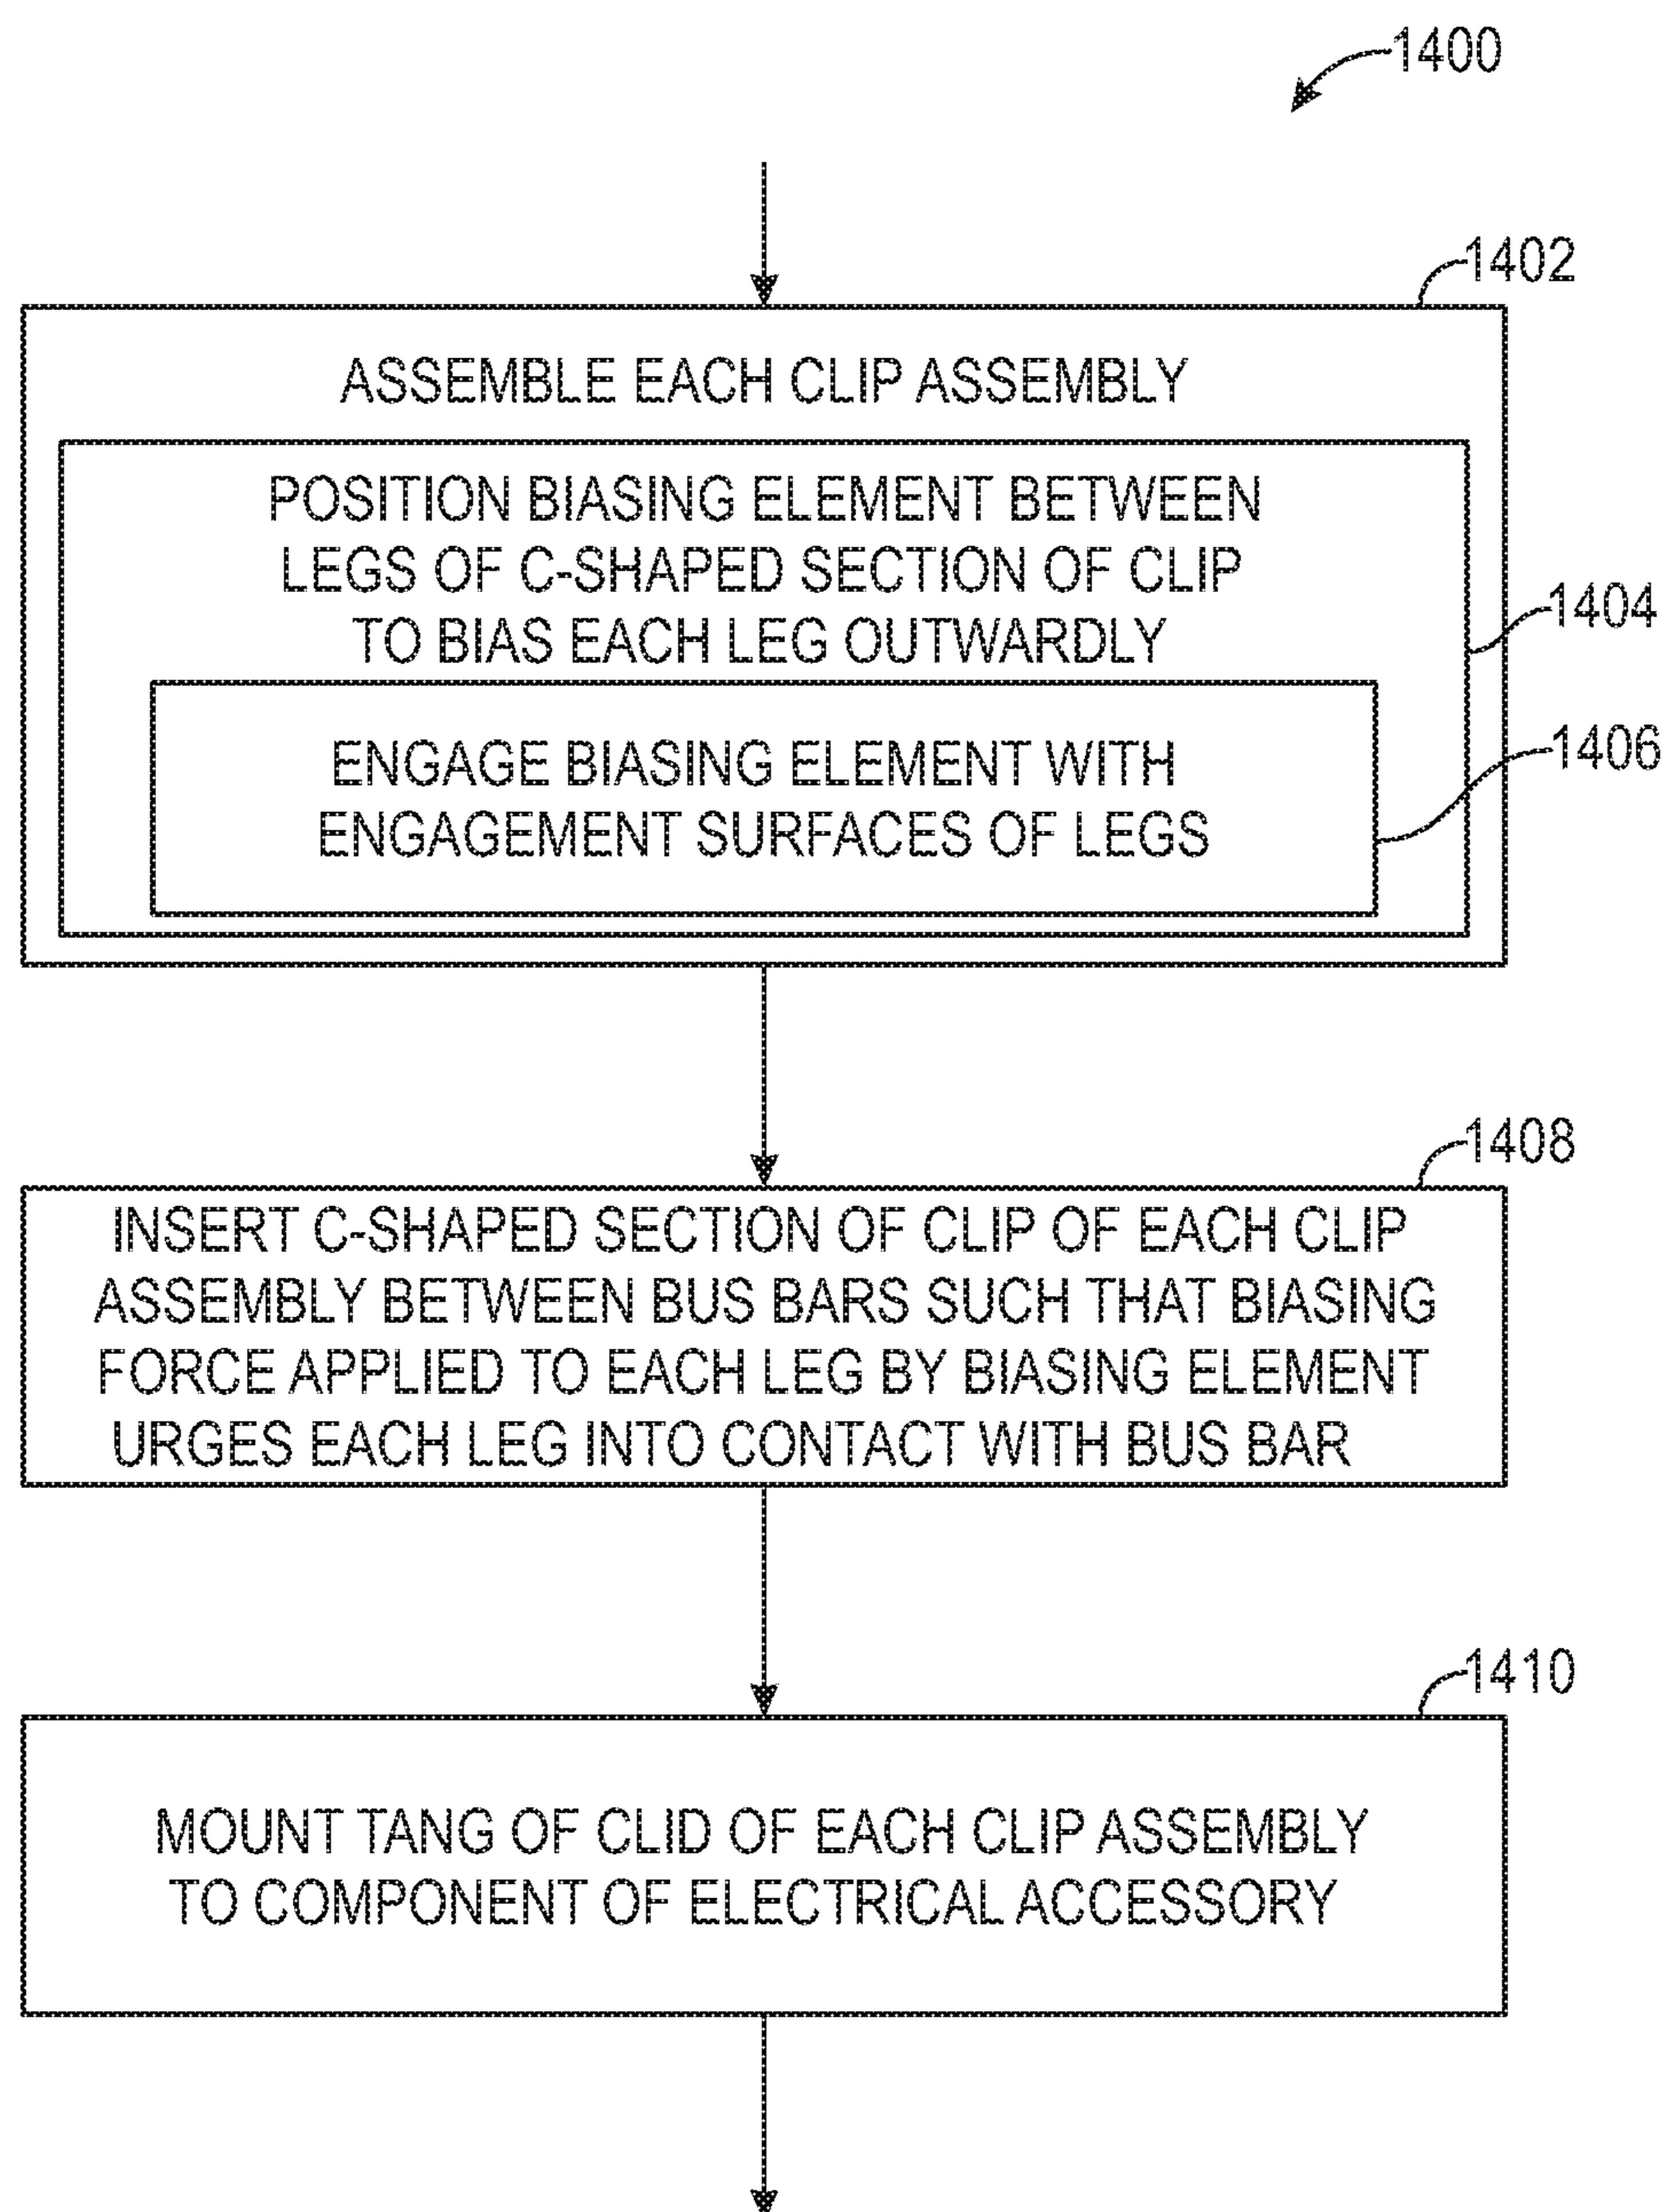 1400
1402
ASSEMBLE EACH CLIP ASSEMBLY
POSITION BIASING ELEMENT BETWEEN
LEGS OF C-SHAPED SECTION OF CLIP
TO BIAS EACH LEG OUTWARDLY
1404
ENGAGE BIASING ELEMENT WITH
ENGAGEMENT SURFACES OF LEGS
1406
1408
INSERT C-SHAPED SECTION OF CLIP OF EACH CLIP
ASSEMBLY BETWEEN BUS BARS SUCH THAT BIASING
FORCE APPLIED TO EACH LEG BY BIASING ELEMENT
URGES EACH LEG INTO CONTACT WITH BUS BAR
1410
MOUNT TANG OF CLID OF EACH CLIP ASSEMBLY
TO COMPONENT OF ELECTRICAL ACCESSORY